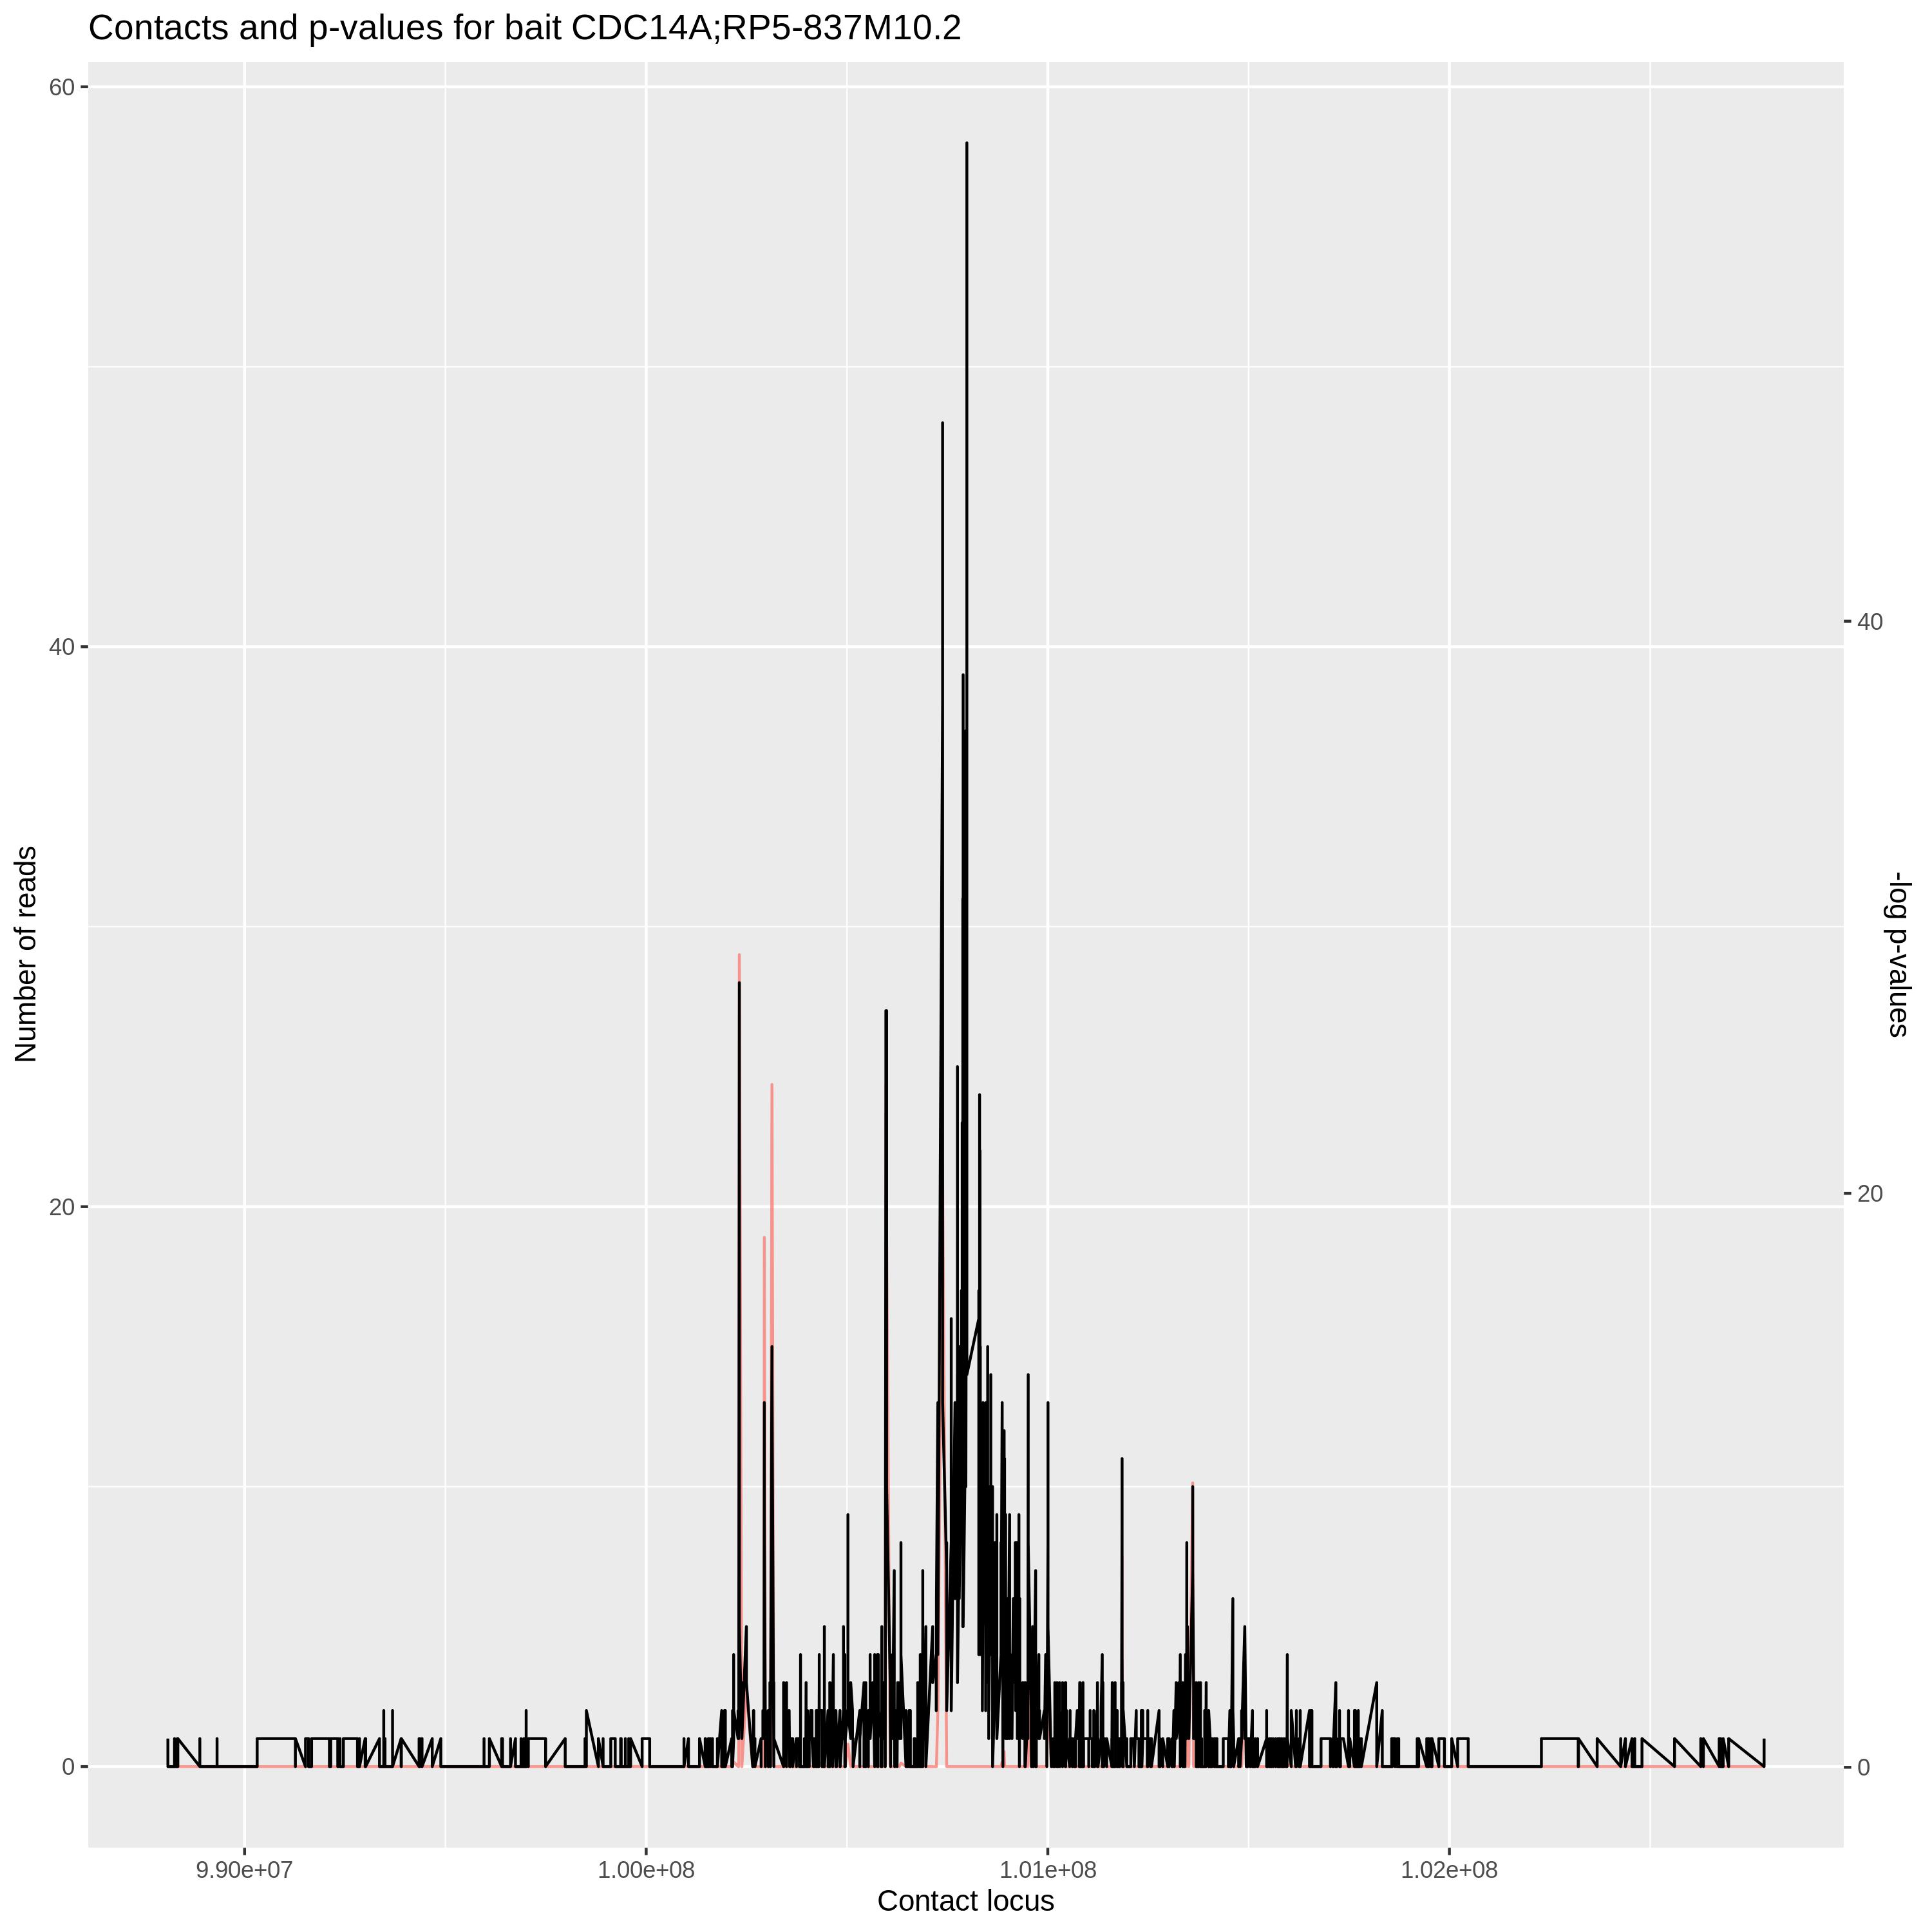 Contacts and p-values for bait CDC14A;RP5-837M10.2
60
40
20
0
Number of reads
40
20
0
-log p-values
9.90e+07
1.00e+08
1.01e+08
1.02e+08
Contact locus